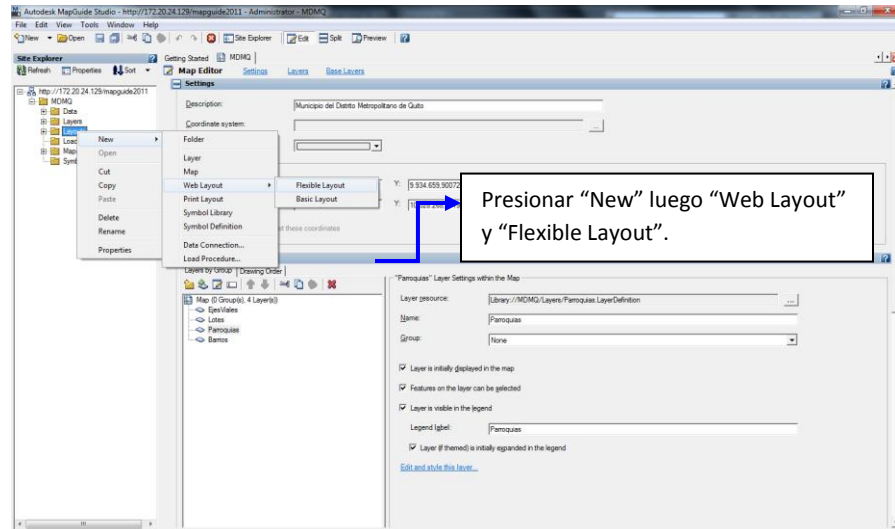 Autodesk MapGuide Studio - http://172.20.24.129/mapguide2011 - Administrator - MDMQ
File Edit View Tools Window Help
New Open Site Explorer Edit Split Preview
Site Explorer
Refresh Properties Sort
http://172.20.24.129/mapguide2011
MDMQ
Data
Layers
Layouts
Load
Map
Symb
Getting Started MDMQ
Map Editor Settings Layers Base Layers
Settings
Description: Municipio del Distrito Metropolitano de Quito
Coordinate system: ...
New
Open
Cut
Copy
Paste
Delete
Rename
Properties
Folder
Layer
Map
Web Layout
Print Layout
Symbol Library
Symbol Definition
Data Connection...
Load Procedure...
Flexible Layout
Basic Layout
Y:
Y:
t these coordinates
Presionar “New” luego “Web Layout”
y “Flexible Layout”.
Layers by Group Drawing Order
Map (0 Group(s), 4 Layer(s))
EjesViales
Lotes
Parroquias
Barrios
"Parroquias" Layer Settings within the Map
Layer resource: Library://MDMQ/Layers/Parroquias.LayerDefinition ...
Name: Parroquias
Group: None
Layer is initially displayed in the map
Features on the layer can be selected
Layer is visible in the legend
Legend label: Parroquias
Layer (if themed) is initially expanded in the legend
Edit and style this layer...